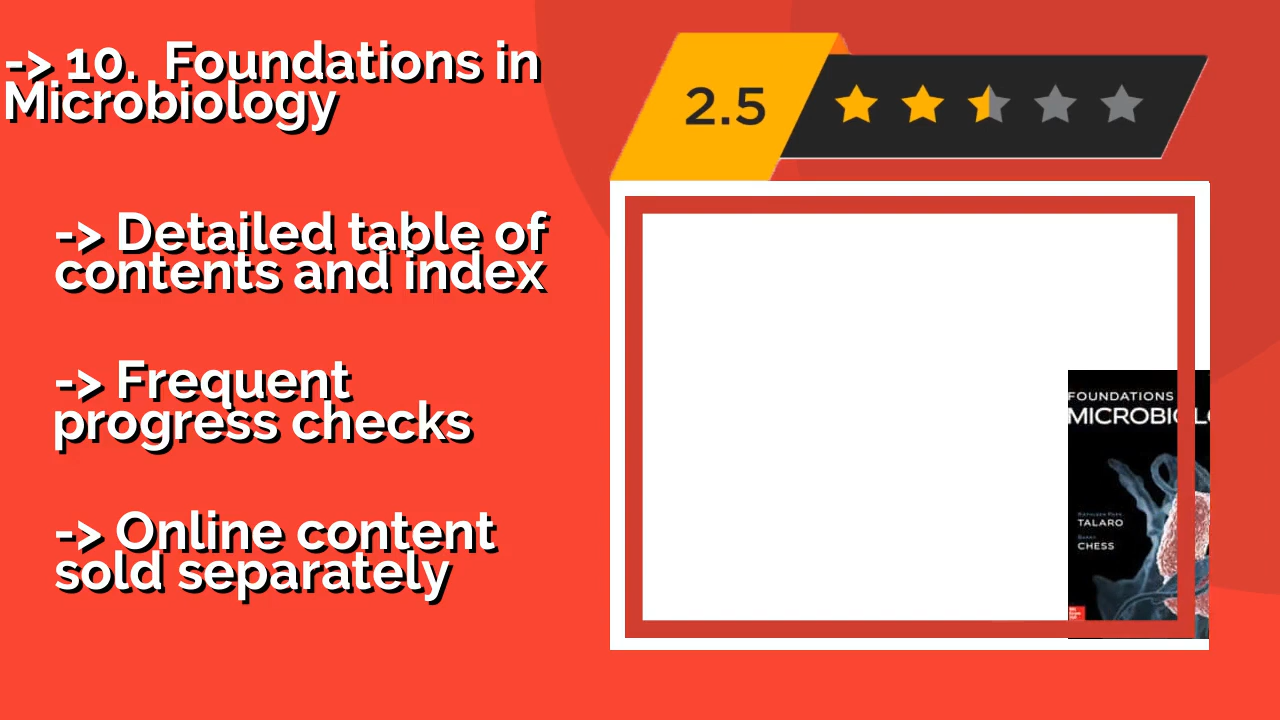 -> 10. Foundations in
Microbiology
2.5
-> Detailed table of
contents and index
-> Frequent
progress checks
-> Online content
sold separately
FOUNDATIONS
MICROBIOL
TALARO
CHESS